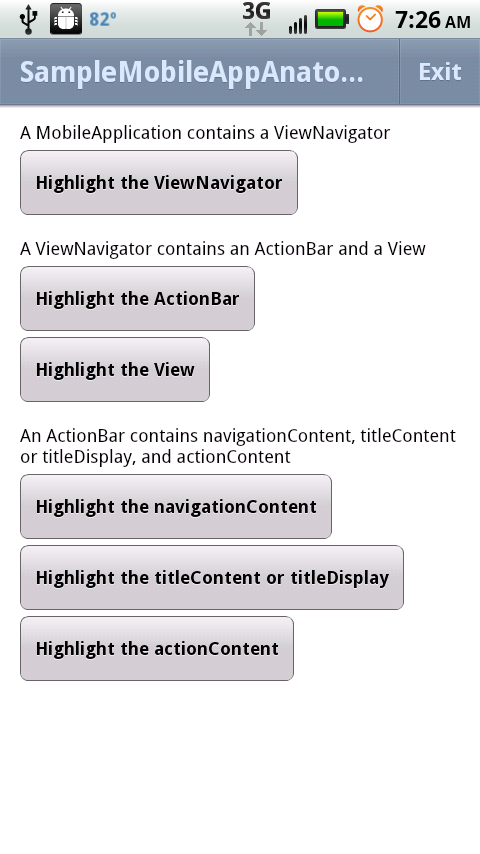 82º 3G 7:26 AM
SampleMobileAppAnato... Exit
A MobileApplication contains a ViewNavigator
Highlight the ViewNavigator
A ViewNavigator contains an ActionBar and a View
Highlight the ActionBar
Highlight the View
An ActionBar contains navigationContent, titleContent
or titleDisplay, and actionContent
Highlight the navigationContent
Highlight the titleContent or titleDisplay
Highlight the actionContent